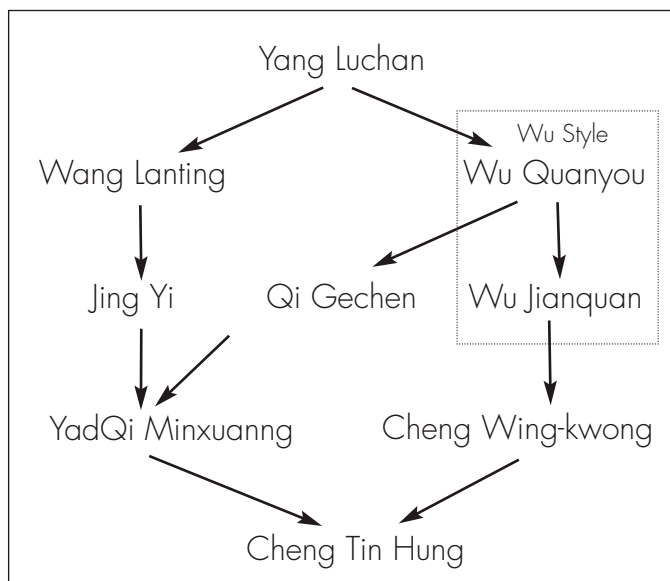 Yang Luchan
Wu Style
Wang Lanting
Wu Quanyou
Jing Yi
Qi Gechen
Wu Jianquan
YadQi Minxuanng
Cheng Wing-kwong
Cheng Tin Hung